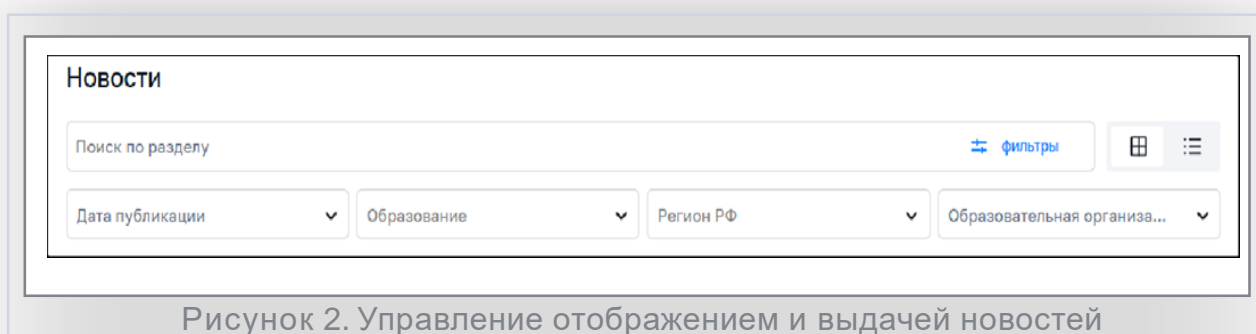 Новости
Поиск по разделу фильтры
Дата публикации Образование Регион РФ Образовательная организа...
Рисунок 2. Управление отображением и выдачей новостей